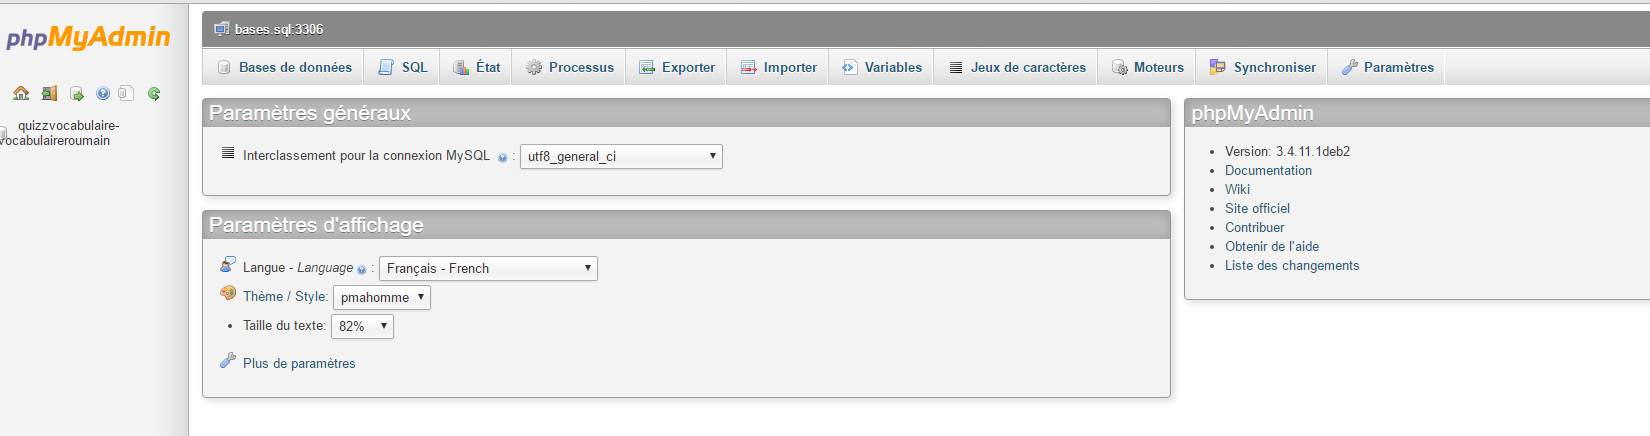 phpMyAdmin
quizzvocabulaire-
vocabulaireroumain
bases.sql:3306
Bases de données SQL État Processus Exporter Importer Variables Jeux de caractères Moteurs Synchroniser Paramètres
Paramètres généraux
Interclassement pour la connexion MySQL : utf8_general_ci
Paramètres d'affichage
Langue - Language : Français - French
Thème / Style: pmahomme
Taille du texte: 82%
Plus de paramètres
phpMyAdmin
Version: 3.4.11.1deb2
Documentation
Wiki
Site officiel
Contribuer
Obtenir de l'aide
Liste des changements